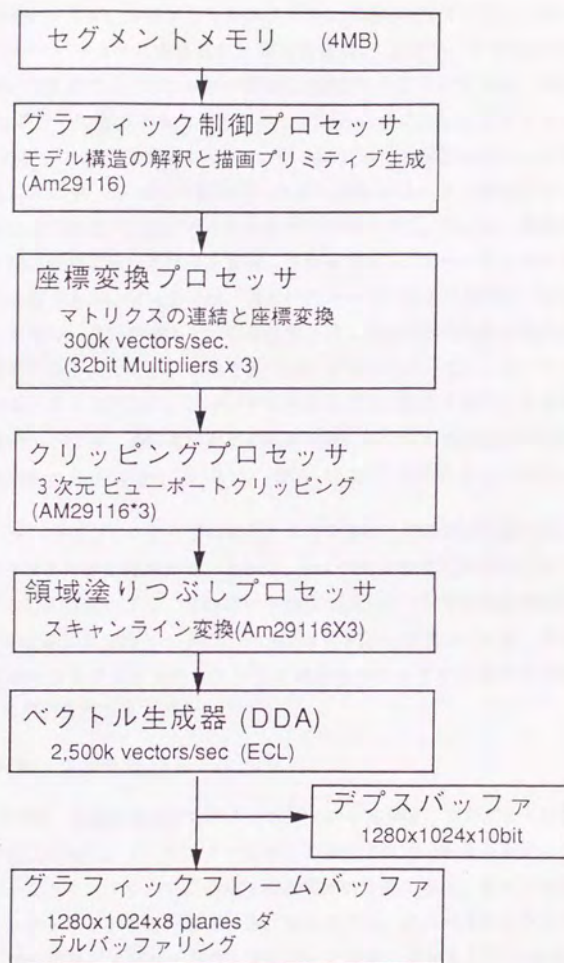 セグメントメモリ (4MB)
グラフィック制御プロセッサ
モデル構造の解釈と描画プリミティブ生成
(Am29116)
座標変換プロセッサ
マトリクスの連結と座標変換
300k vectors/sec.
(32bit Multipliers x 3)
クリッピングプロセッサ
3次元 ビューポートクリッピング
(AM29116*3)
領域塗りつぶしプロセッサ
スキャンライン変換(Am29116X3)
ベクトル生成器 (DDA)
2,500k vectors/sec (ECL)
デプスバッファ
1280x1024x10bit
グラフィックフレームバッファ
1280x1024x8 planes ダ
ブルバッファリング